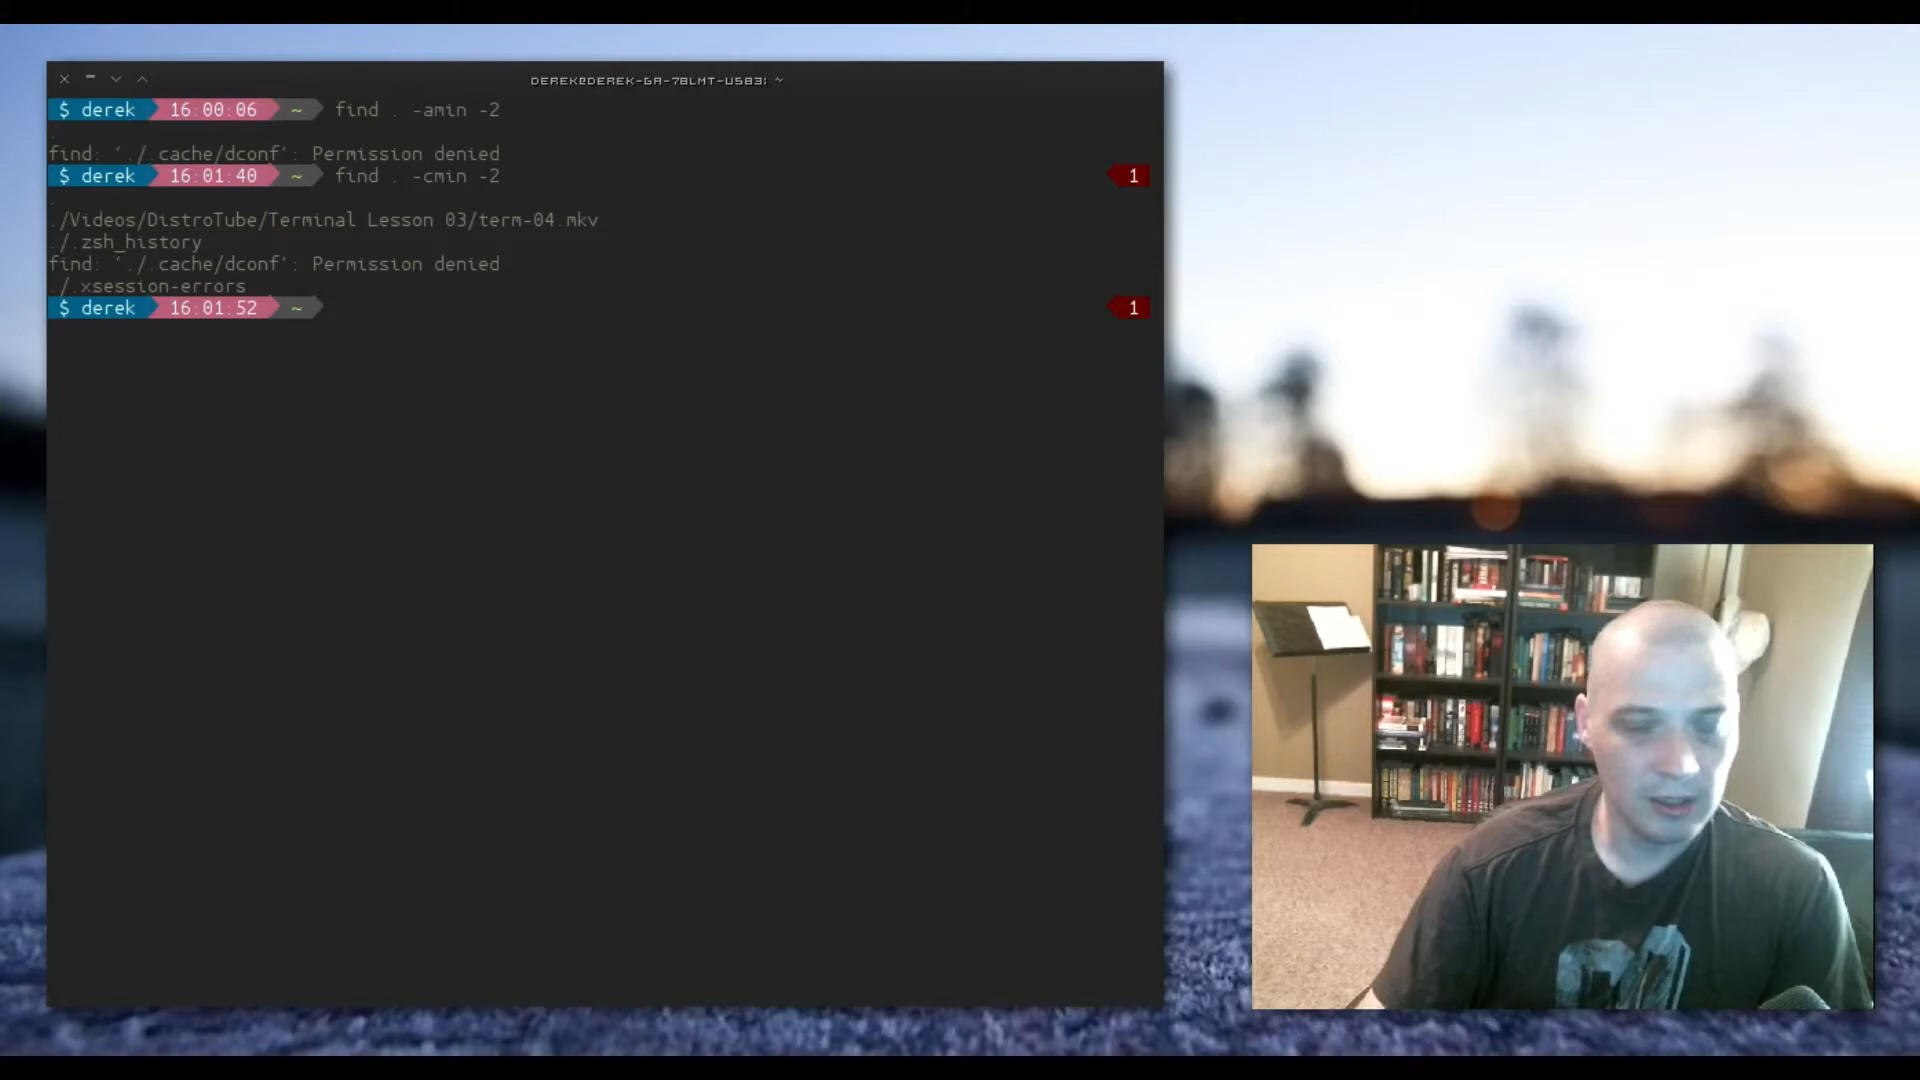 DEREK@DEREK-GA-78LMT-USB3: ~
$ derek 16:00:06 ~ find . -amin -2
.
find: ‘./.cache/dconf’: Permission denied
$ derek 16:01:40 ~ find . -cmin -2 1
.
./Videos/DistroTube/Terminal Lesson 03/term-04.mkv
./.zsh_history
find: ‘./.cache/dconf’: Permission denied
./.xsession-errors
$ derek 16:01:52 ~ 1